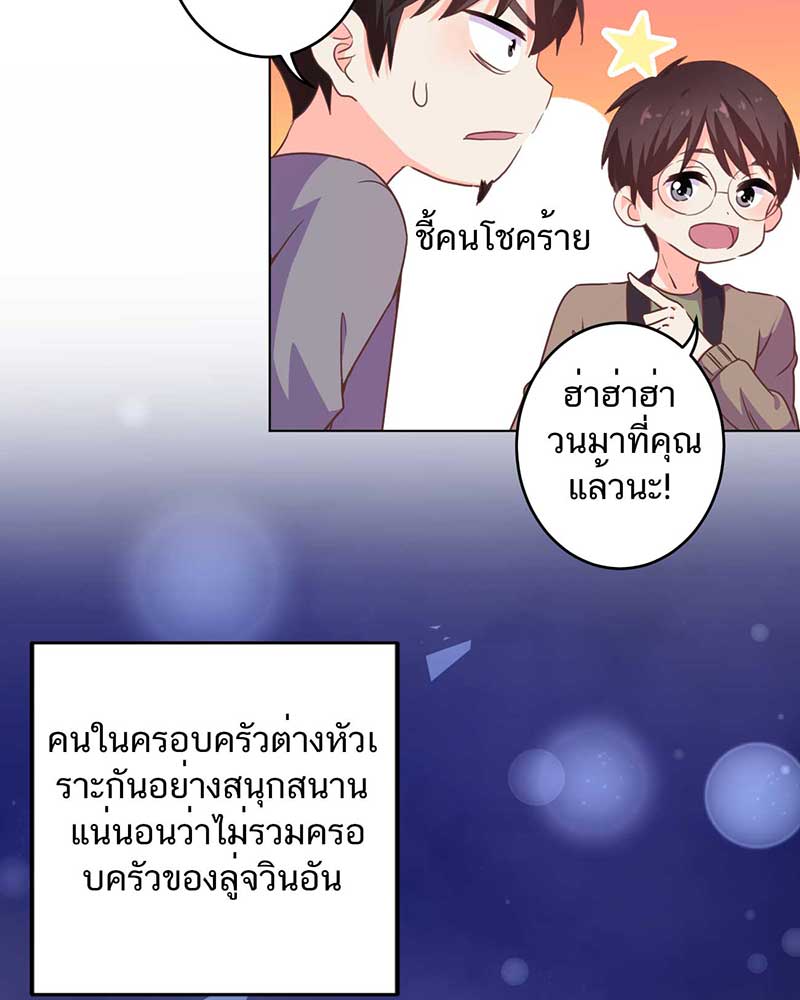 ชี้คนโชคร้าย
ฮ่าฮ่าฮ่า
วนมาที่คุณ
แล้วนะ!
คนในครอบครัวต่างหัวเ
ราะกันอย่างสนุกสนาน
แน่นอนว่าไม่รวมครอ
บครัวของลู่จวินอัน